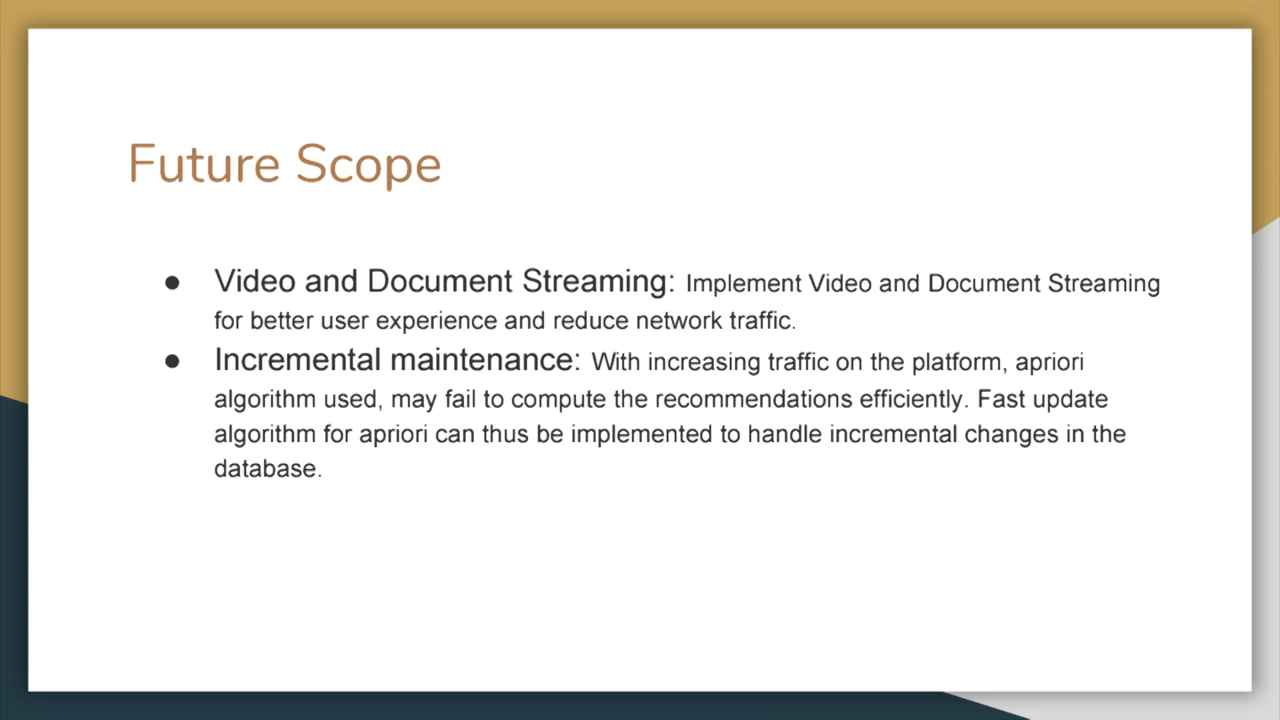 Future Scope
● Video and Document Streaming: Implement Video and Document Streaming
for better user experience and reduce network traffic.
● Incremental maintenance: With increasing traffic on the platform, apriori
algorithm used, may fail to compute the recommendations efficiently. Fast update
algorithm for apriori can thus be implemented to handle incremental changes in the
database.